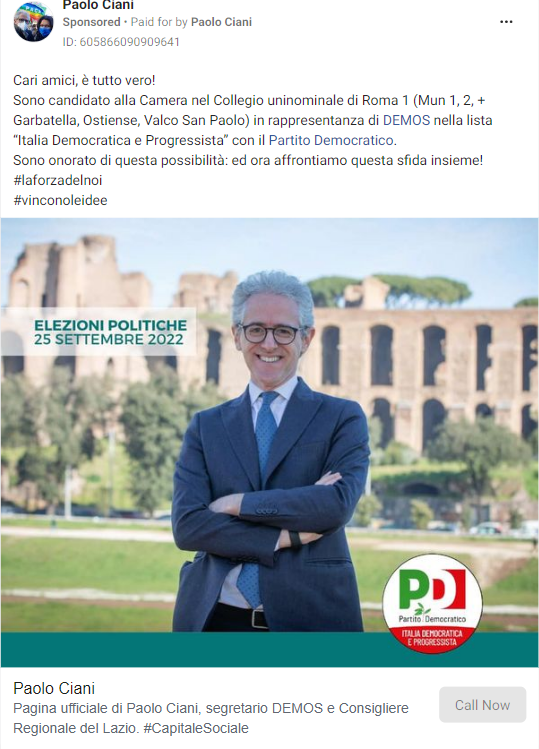 Paolo Ciani
Sponsored • Paid for by Paolo Ciani
ID: 605866090909641
Cari amici, è tutto vero!
Sono candidato alla Camera nel Collegio uninominale di Roma 1 (Mun 1, 2, +
Garbatella, Ostiense, Valco San Paolo) in rappresentanza di DEMOS nella lista
“Italia Democratica e Progressista” con il Partito Democratico.
Sono onorato di questa possibilità: ed ora affrontiamo questa sfida insieme!
#laforzadelnoi
#vinconoleidee
ELEZIONI POLITICHE
25 SETTEMBRE 2022
PD
Partito Democratico
ITALIA DEMOCRATICA
E PROGRESSISTA
Paolo Ciani
Pagina ufficiale di Paolo Ciani, segretario DEMOS e Consigliere
Regionale del Lazio. #CapitaleSociale
Call Now